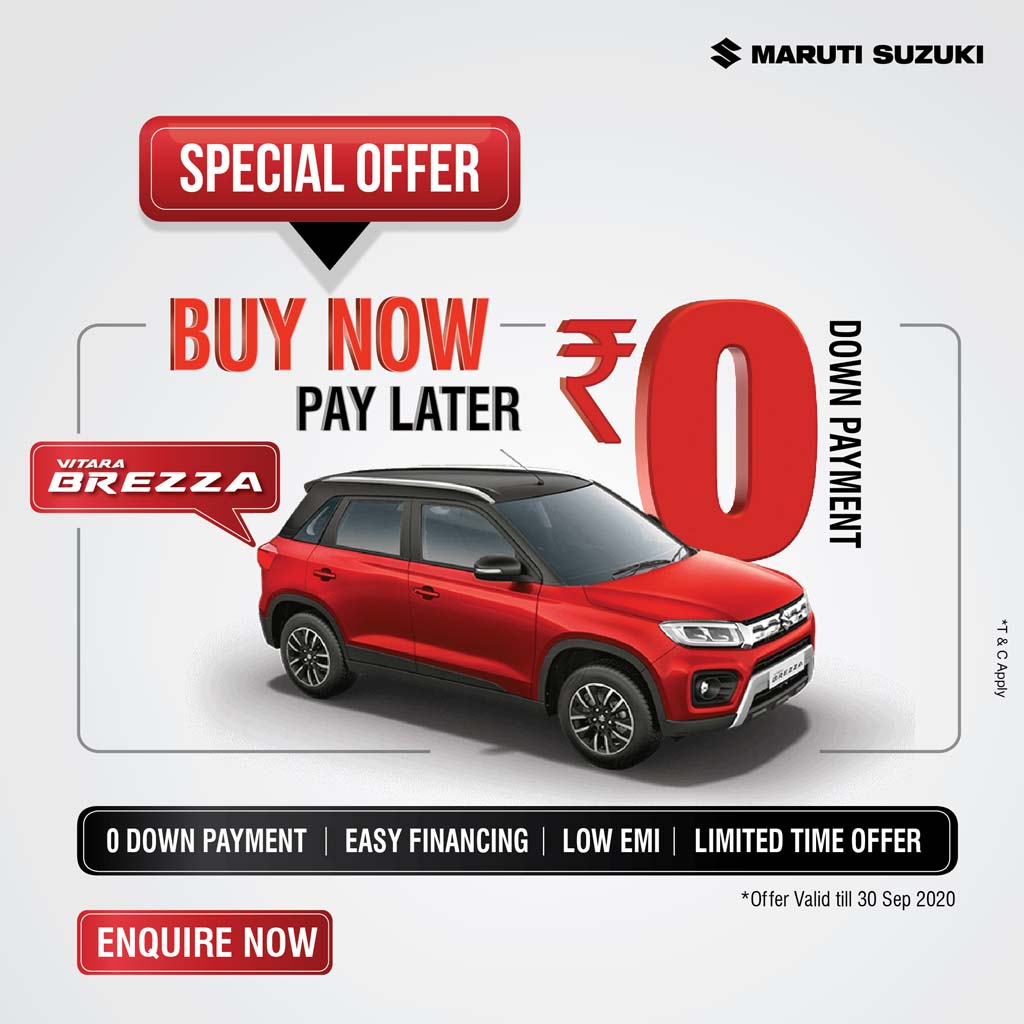 MARUTI SUZUKI
SPECIAL OFFER
BUY NOW
PAY LATER
₹0
DOWN PAYMENT
VITARA
BREZZA
BREZZA
*T & C Apply
0 DOWN PAYMENT | EASY FINANCING | LOW EMI | LIMITED TIME OFFER
*Offer Valid till 30 Sep 2020
ENQUIRE NOW